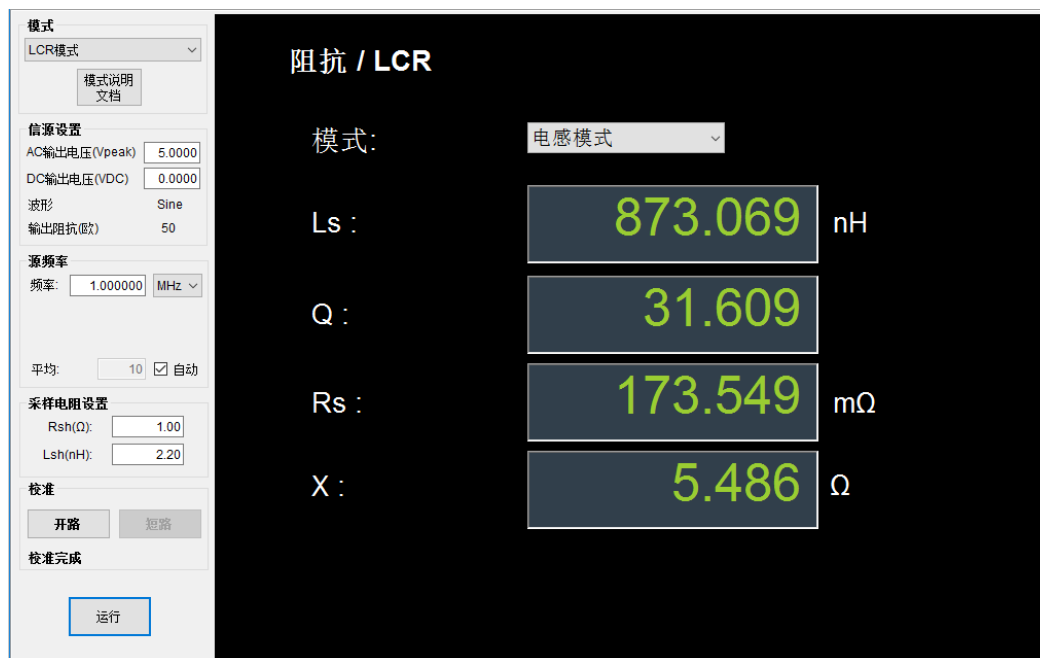 模式
LCR模式
模式说明
文档
信源设置
AC输出电压(Vpeak) 5.0000
DC输出电压(VDC) 0.0000
波形 Sine
输出阻抗(欧) 50
源频率
频率: 1.000000 MHz
平均: 10 自动
采样电阻设置
Rsh(Ω): 1.00
Lsh(nH): 2.20
校准
开路 短路
校准完成
运行
阻抗 / LCR
模式: 电感模式
Ls : 873.069 nH
Q : 31.609
Rs : 173.549 mΩ
X : 5.486 Ω